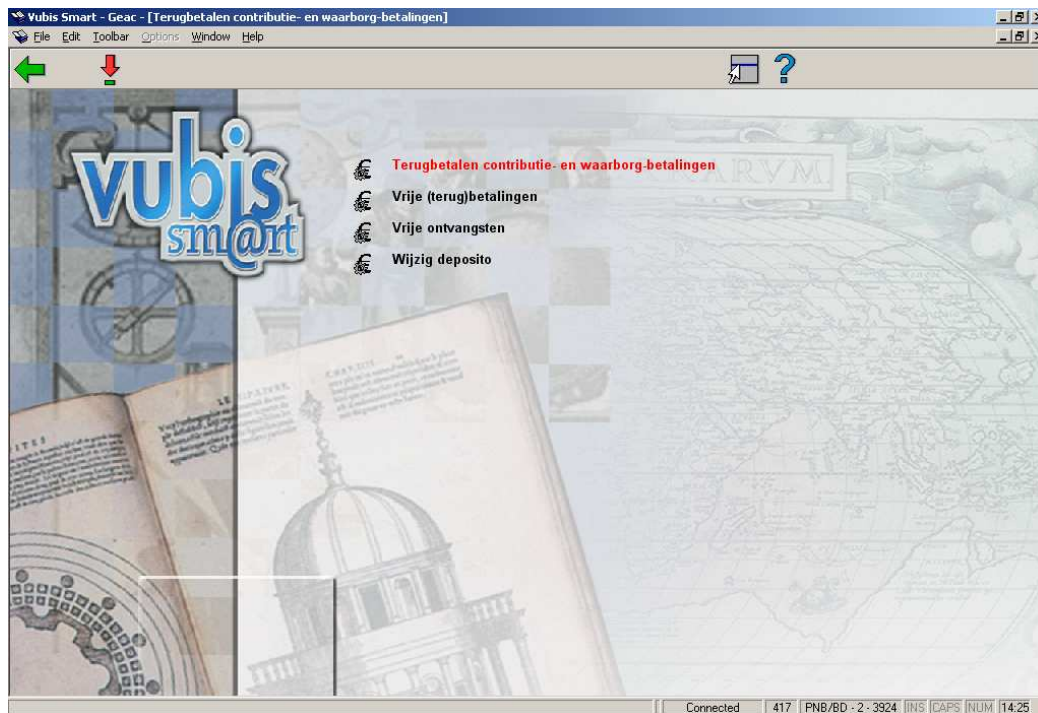 Vubis Smart - Geac - [Terugbetalen contributie- en waarborg-betalingen]
File Edit Toolbar Options Window Help
vubis
sm@rt
Terugbetalen contributie- en waarborg-betalingen
Vrije (terug)betalingen
Vrije ontvangsten
Wijzig deposito
Connected 417 PNB/BD - 2 - 3924 INS CAPS NUM 14:25